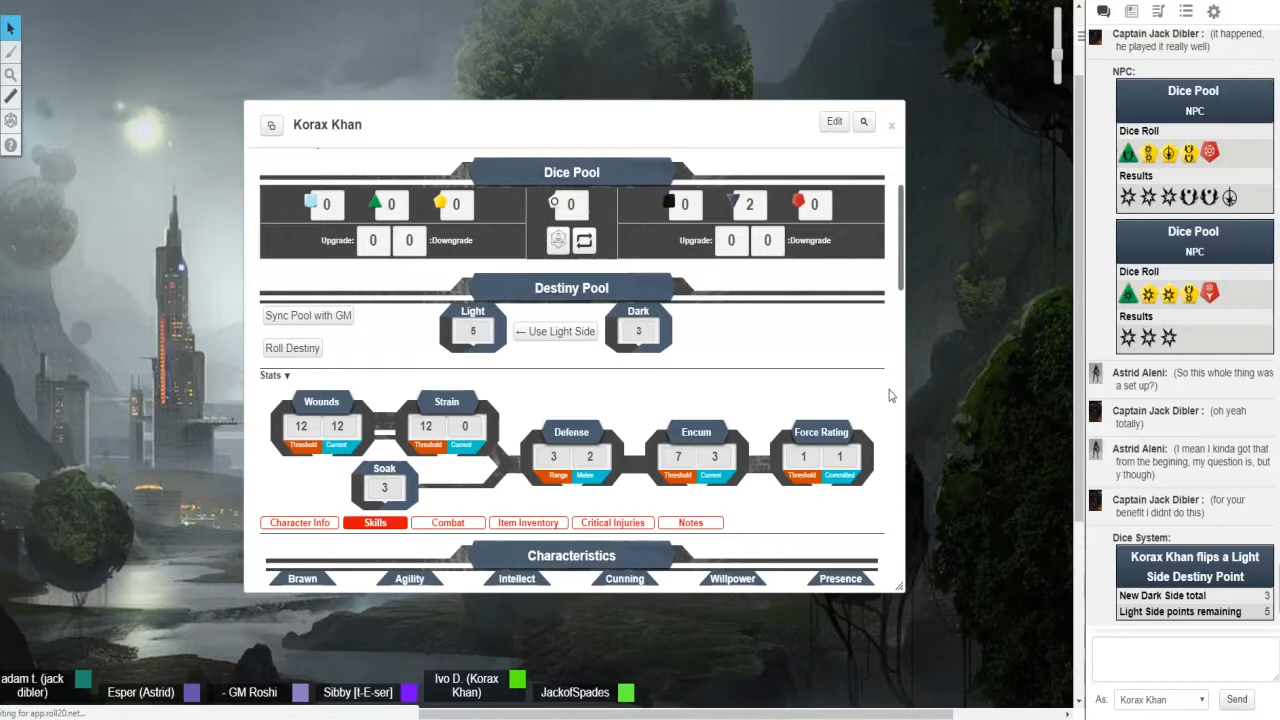 Korax Khan
Edit
Dice Pool
0
0
0
0
0
2
0
Upgrade:
0
0
:Downgrade
Upgrade:
0
0
:Downgrade
Destiny Pool
Sync Pool with GM
Light
5
← Use Light Side
Dark
3
Roll Destiny
Stats ▾
Wounds
12 12
Threshold Current
Strain
12 0
Threshold Current
Soak
3
Defense
3 2
Range Melee
Encum
7 3
Threshold Current
Force Rating
1 1
Threshold Committed
Character Info
Skills
Combat
Item Inventory
Critical Injuries
Notes
Characteristics
Brawn
Agility
Intellect
Cunning
Willpower
Presence
adam t. (jack
dibler)
Esper (Astrid)
- GM Roshi
Sibby [t-E-ser]
Ivo D. (Korax
Khan)
JackofSpades
iting for app.roll20.net...
Captain Jack Dibler : (it happened,
he played it really well)
NPC:
Dice Pool
NPC
Dice Roll
Results
Dice Pool
NPC
Dice Roll
Results
Astrid Aleni: (So this whole thing was
a set up?)
Captain Jack Dibler : (oh yeah
totally)
Astrid Aleni: (I mean I kinda got that
from the begining, my question is, but
y though)
Captain Jack Dibler : (for your
benefit i didnt do this)
Dice System:
Korax Khan flips a Light
Side Destiny Point
New Dark Side total 3
Light Side points remaining 5
As: Korax Khan
Send